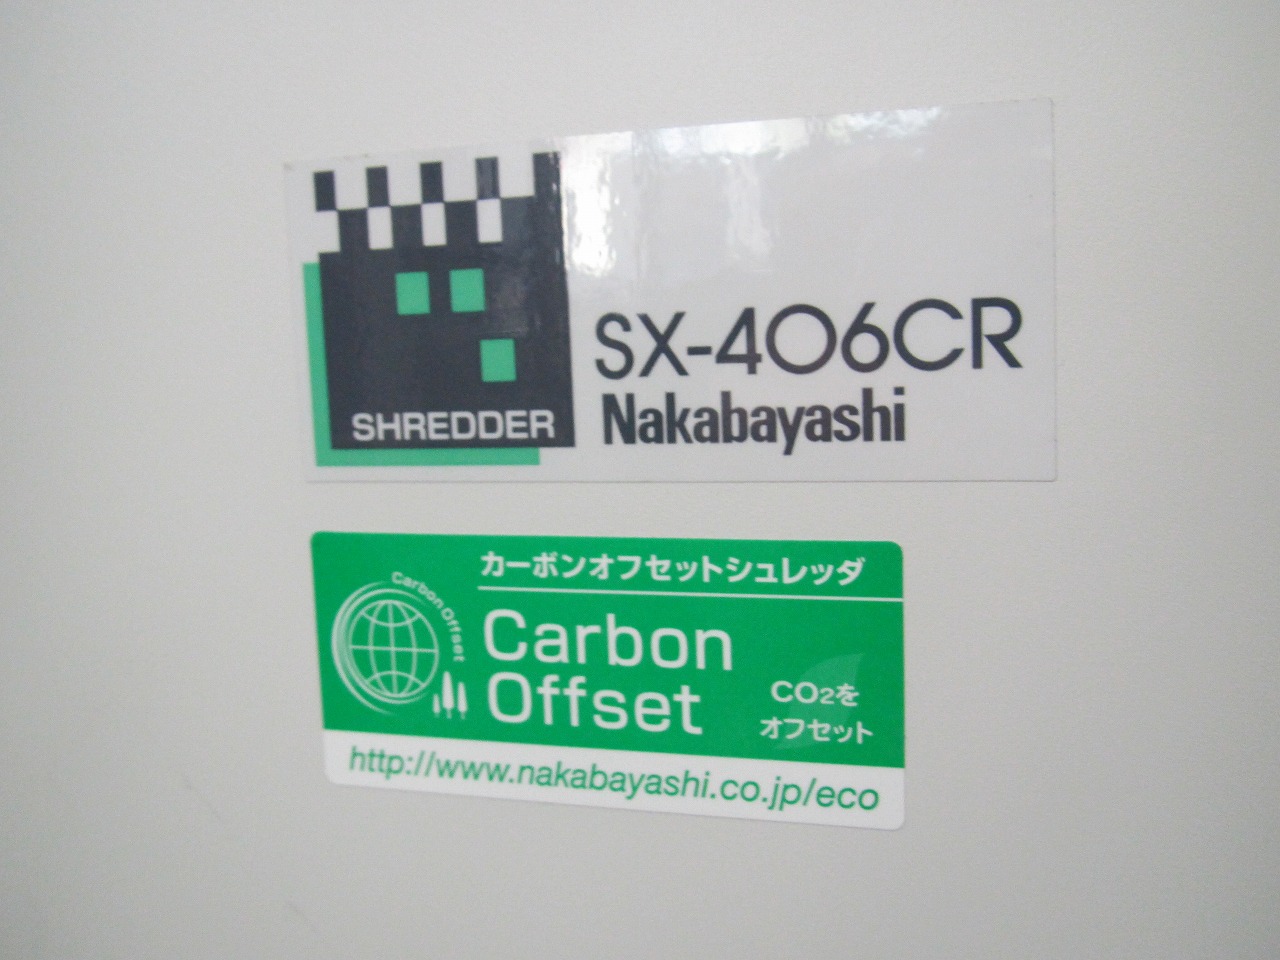 SHREDDER
SX-406CR
Nakabayashi
カーボンオフセットシュレッダ
Carbon Offset
Carbon
Offset
CO2を
オフセット
http://www.nakabayashi.co.jp/eco